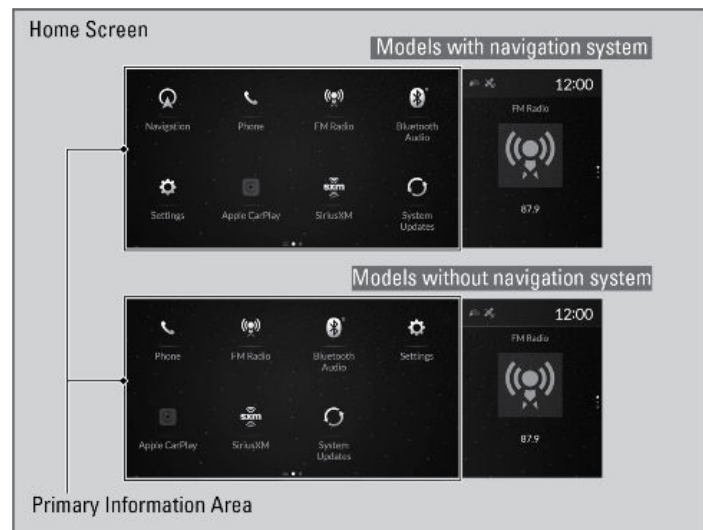 Home Screen
Models with navigation system
12:00
Navigation
Phone
FM Radio
Bluetooth
Audio
FM Radio
Settings
Apple CarPlay
sxm
SiriusXM
System
Updates
87.9
Models without navigation system
12:00
Phone
FM Radio
Bluetooth
Audio
Settings
FM Radio
Apple CarPlay
sxm
SiriusXM
System
Updates
87.9
Primary Information Area